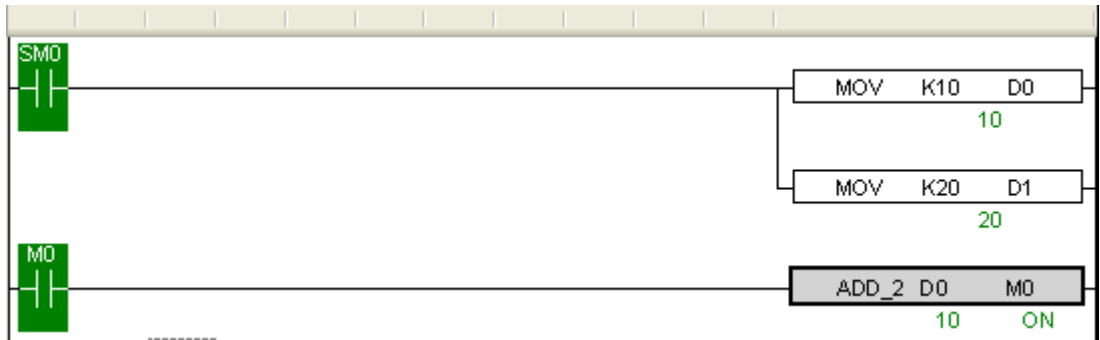 SM0
MOV K10 D0
10
MOV K20 D1
20
M0
ADD_2 D0 M0
10 ON